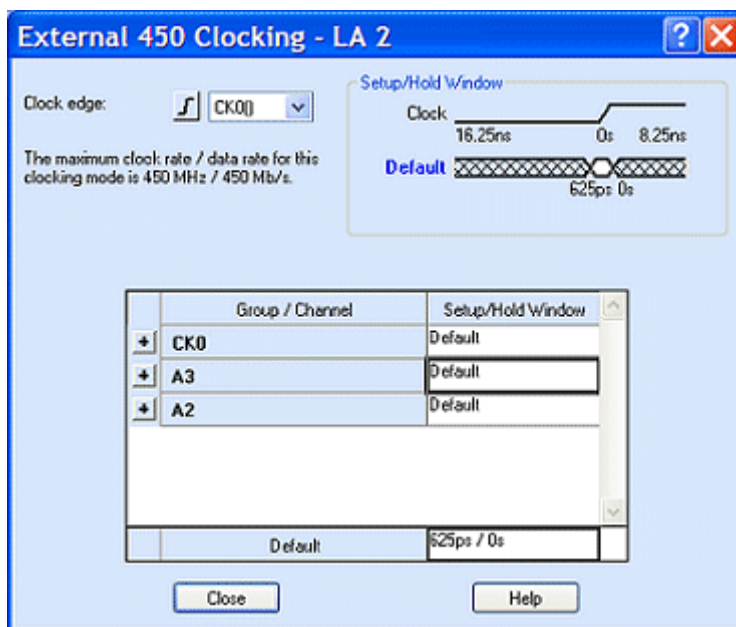 External 450 Clocking - LA 2
Clock edge:
CK0()
The maximum clock rate / data rate for this
clocking mode is 450 MHz / 450 Mb/s.
Setup/Hold Window
Clock
16.25ns 0s 8.25ns
Default
625ps 0s
Group / Channel Setup/Hold Window
CK0 Default
A3 Default
A2 Default
Default 625ps / 0s
Close Help